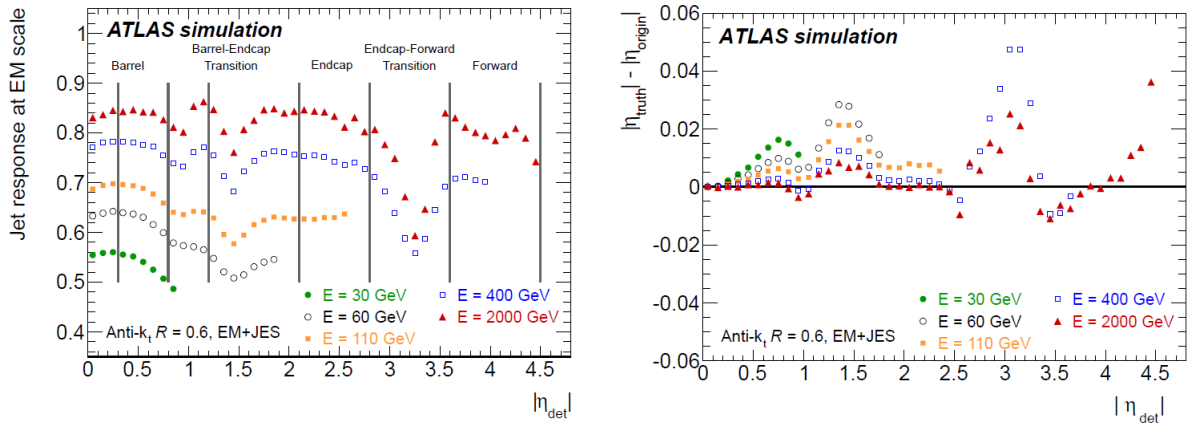 Jet response at EM scale
ATLAS simulation
Barrel
Barrel-Endcap
Transition
Endcap
Endcap-Forward
Transition
Forward
1
0.9
0.8
0.7
0.6
0.5
0.4
E = 30 GeV
E = 60 GeV
E = 110 GeV
E = 400 GeV
E = 2000 GeV
Anti-kt R = 0.6, EM+JES
0 0.5 1 1.5 2 2.5 3 3.5 4 4.5
|ηdet|
|ηtruth| - |ηorigin|
ATLAS simulation
0.06
0.04
0.02
0
-0.02
-0.04
-0.06
E = 30 GeV
E = 60 GeV
E = 110 GeV
E = 400 GeV
E = 2000 GeV
Anti-kt R = 0.6, EM+JES
0 0.5 1 1.5 2 2.5 3 3.5 4 4.5
| ηdet|